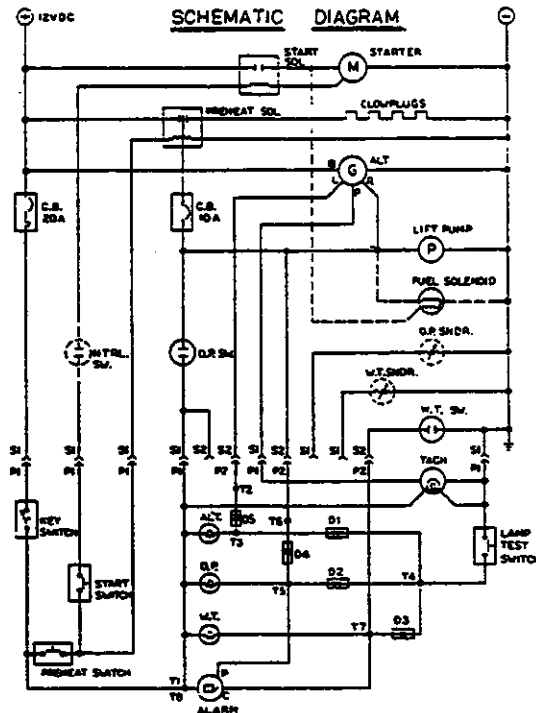 SCHEMATIC DIAGRAM
12VDC
START SOL
STARTER
M
PREHEAT SOL.
GLOWPLUGS
B
G
ALT
L
P
R
C.B. 20A
C.B. 10A
LIFT PUMP
P
FUEL SOLENOID
O.P. SNDR.
W.T. SNDR.
NTRL. SW.
O.P. SW.
W.T. SW.
S1 S1 S1 S1 S2 S2 S1 S2 S1 S1 S2 S1
P1 P1 P1 P1 P2 P1 P2 P2 P1
TACH
T2
KEY SWITCH
ALT.
D5
T6
D1
T3
D4
LAMP TEST SWITCH
START SWITCH
O.P.
D2
T4
T5
W.T.
T7
D3
PREHEAT SWITCH
T1
T8
P
C
ALARM